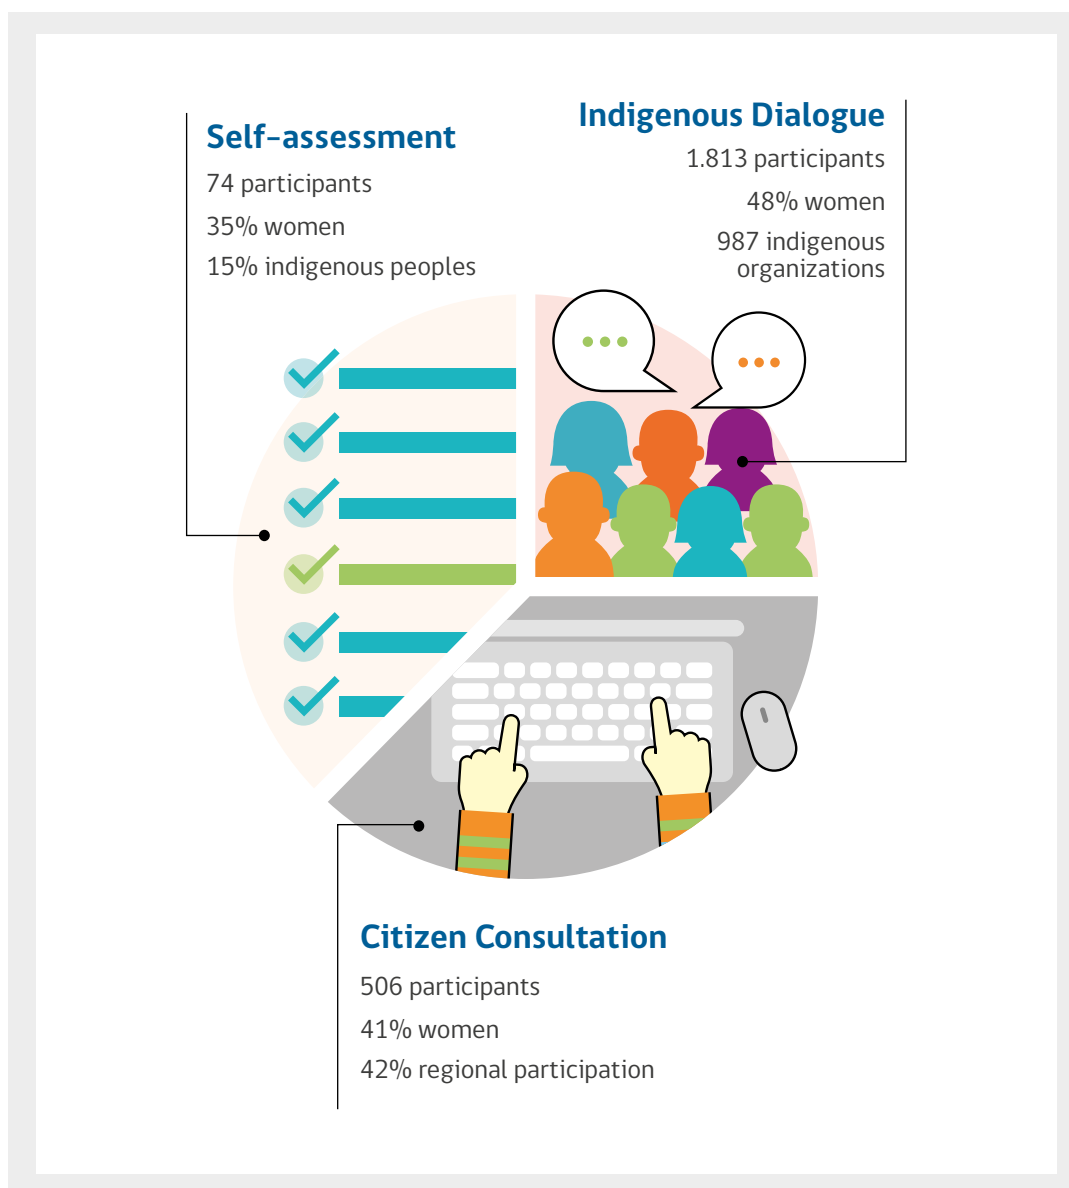 Self-assessment
74 participants
35% women
15% indigenous peoples
Indigenous Dialogue
1.813 participants
48% women
987 indigenous
organizations
Citizen Consultation
506 participants
41% women
42% regional participation